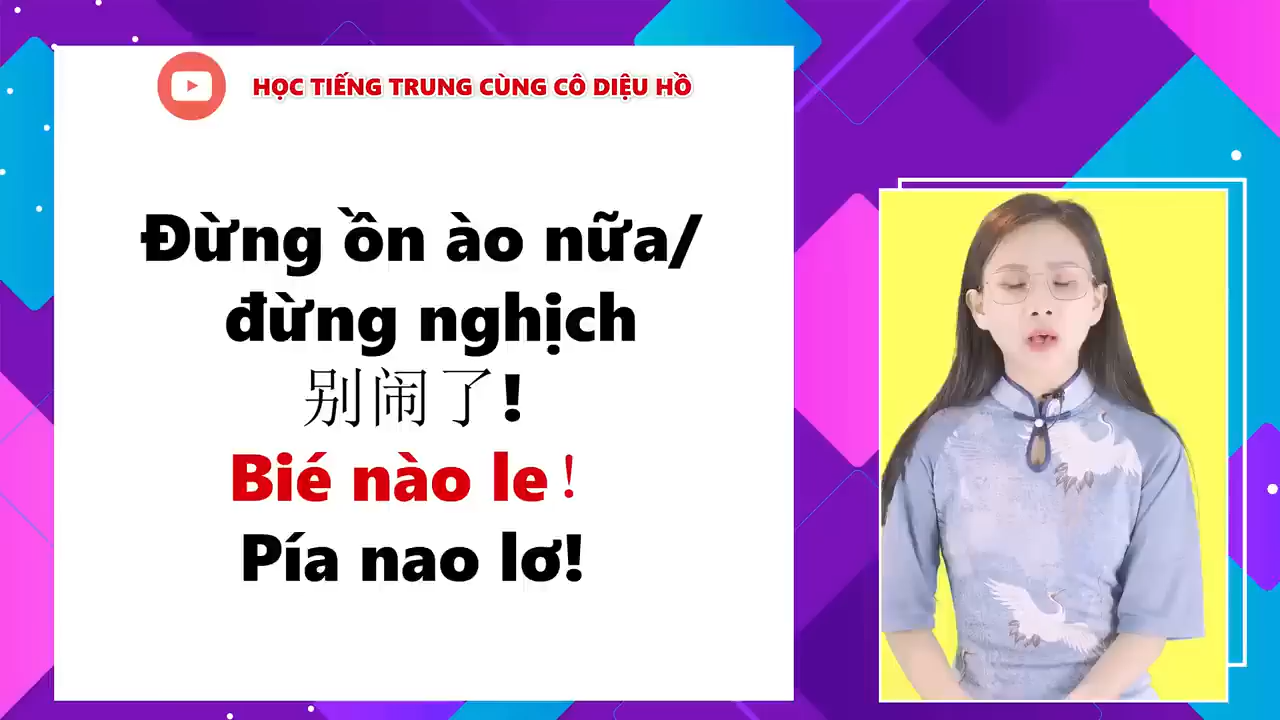 HỌC TIẾNG TRUNG CÙNG CÔ DIỆU HỒ
Đừng ồn ào nữa/
đừng nghịch
别闹了!
Bié nào le!
Pía nao lơ!